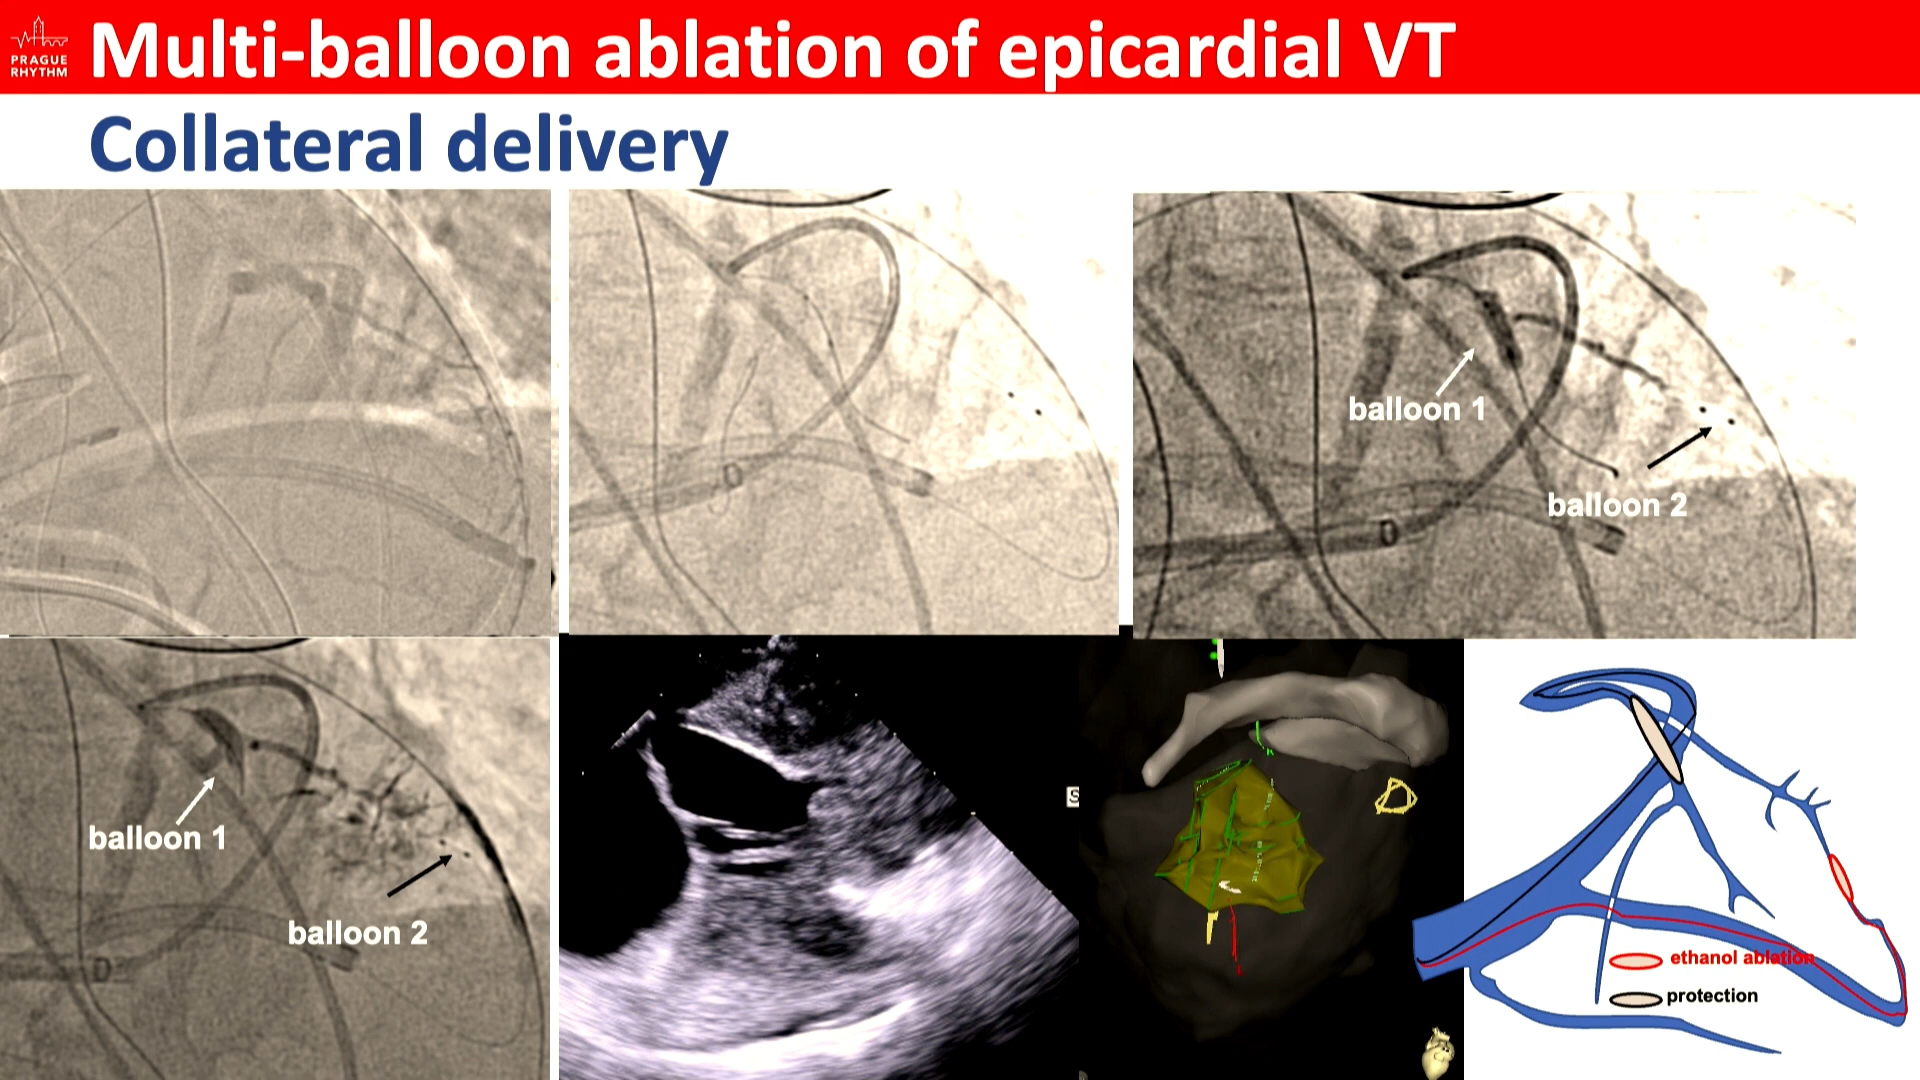 PRAGUE
RHYTHM
Multi-balloon ablation of epicardial VT
Collateral delivery
balloon 1
balloon 2
balloon 1
balloon 2
S
ethanol ablation
protection